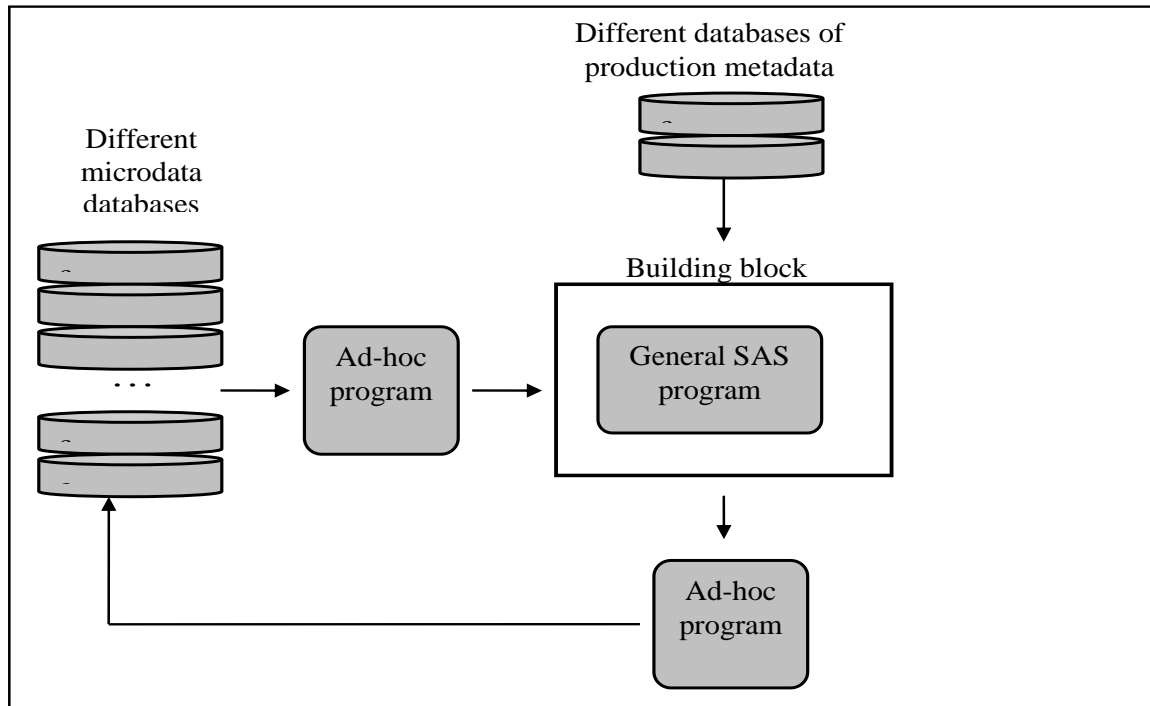 Different databases of
production metadata
Different
microdata
databases
Building block
General SAS
program
Ad-hoc
program
...
Ad-hoc
program